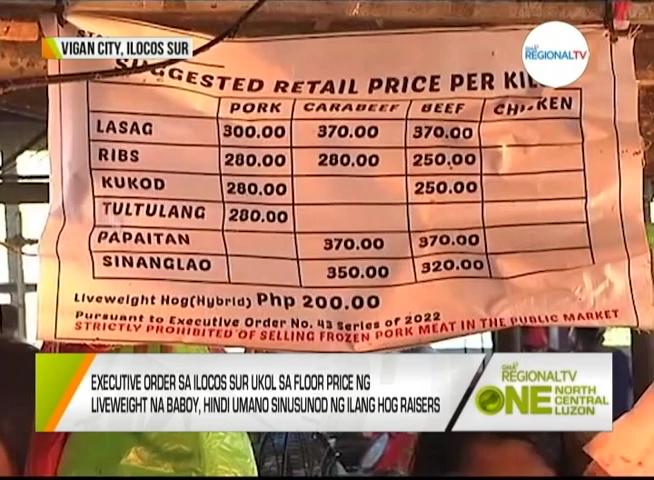 VIGAN CITY, ILOCOS SUR
GMA REGIONALTV
SUGGESTED RETAIL PRICE PER
PORK CARABEEF BEEF CHICKEN
LASAG 300.00 370.00 370.00
RIBS 280.00 280.00 250.00
KUKOD 280.00 250.00
TULTULANG 280.00
PAPAITAN 370.00 370.00
SINANGLAO 350.00 320.00
Liveweight Hog(Hybrid) Php 200.00
Pursuant to Executive Order No. 43 Series of 2022
STRICTLY PROHIBITED OF SELLING FROZEN PORK MEAT IN THE PUBLIC MARKET
EXECUTIVE ORDER SA ILOCOS SUR UKOL SA FLOOR PRICE NG
LIVEWEIGHT NA BABOY, HINDI UMANO SINUSUNOD NG ILANG HOG RAISERS
GMA
REGIONALTV
ONE NORTH CENTRAL LUZON